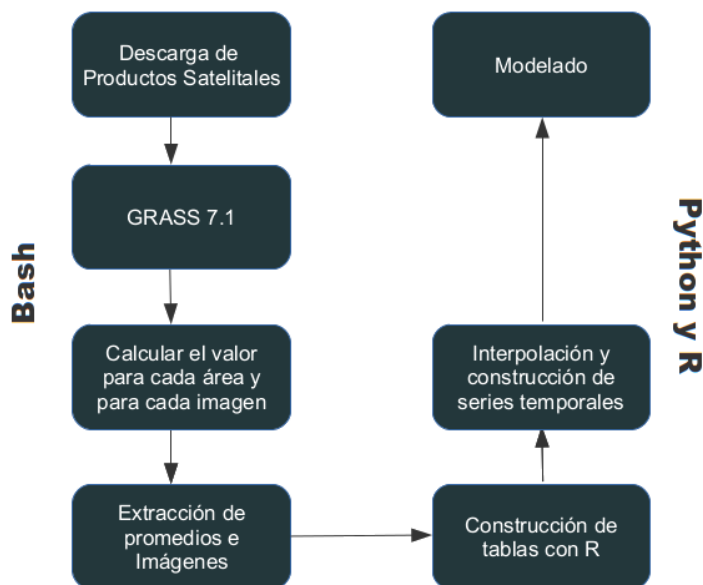 Descarga de
Productos Satelitales
GRASS 7.1
Calcular el valor
para cada área y
para cada imagen
Extracción de
promedios e
Imágenes
Bash
Modelado
Interpolación y
construcción de
series temporales
Construcción de
tablas con R
Python y R